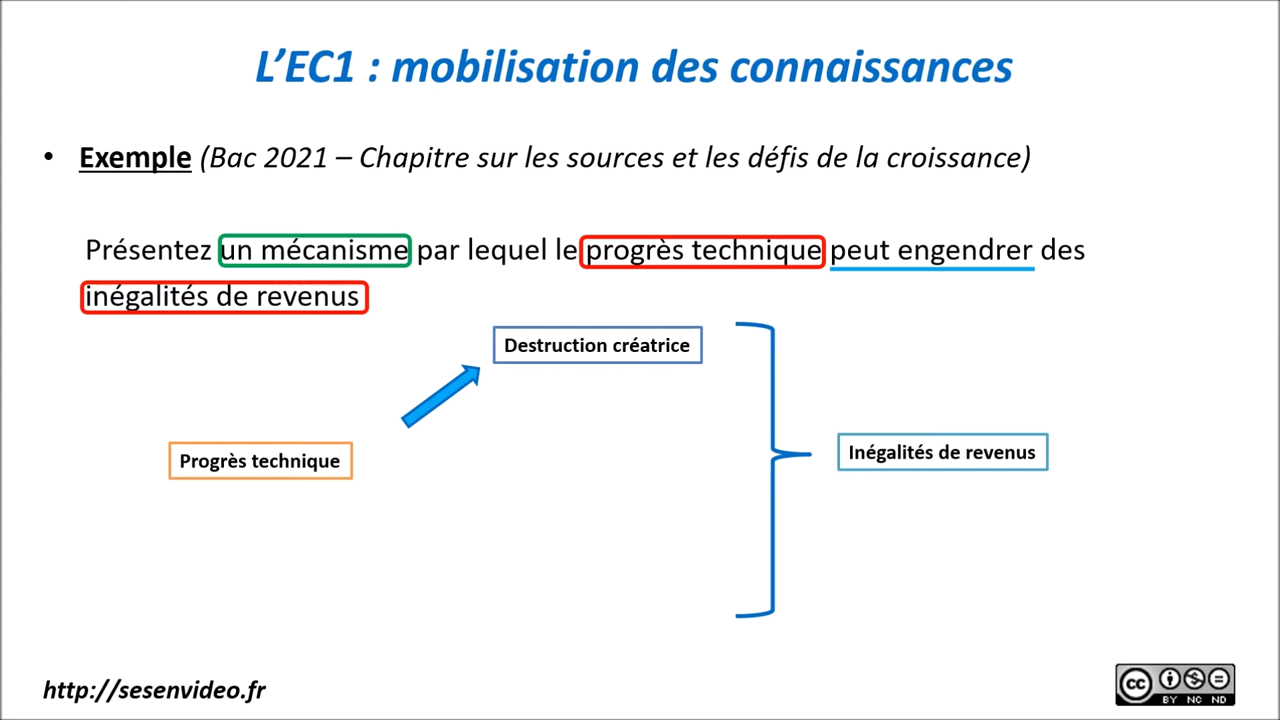 L'EC1 : mobilisation des connaissances
• Exemple (Bac 2021 – Chapitre sur les sources et les défis de la croissance)
Présentez un mécanisme par lequel le progrès technique peut engendrer des
inégalités de revenus
Destruction créatrice
Progrès technique
Inégalités de revenus
http://sesenvideo.fr
cc
BY NC ND